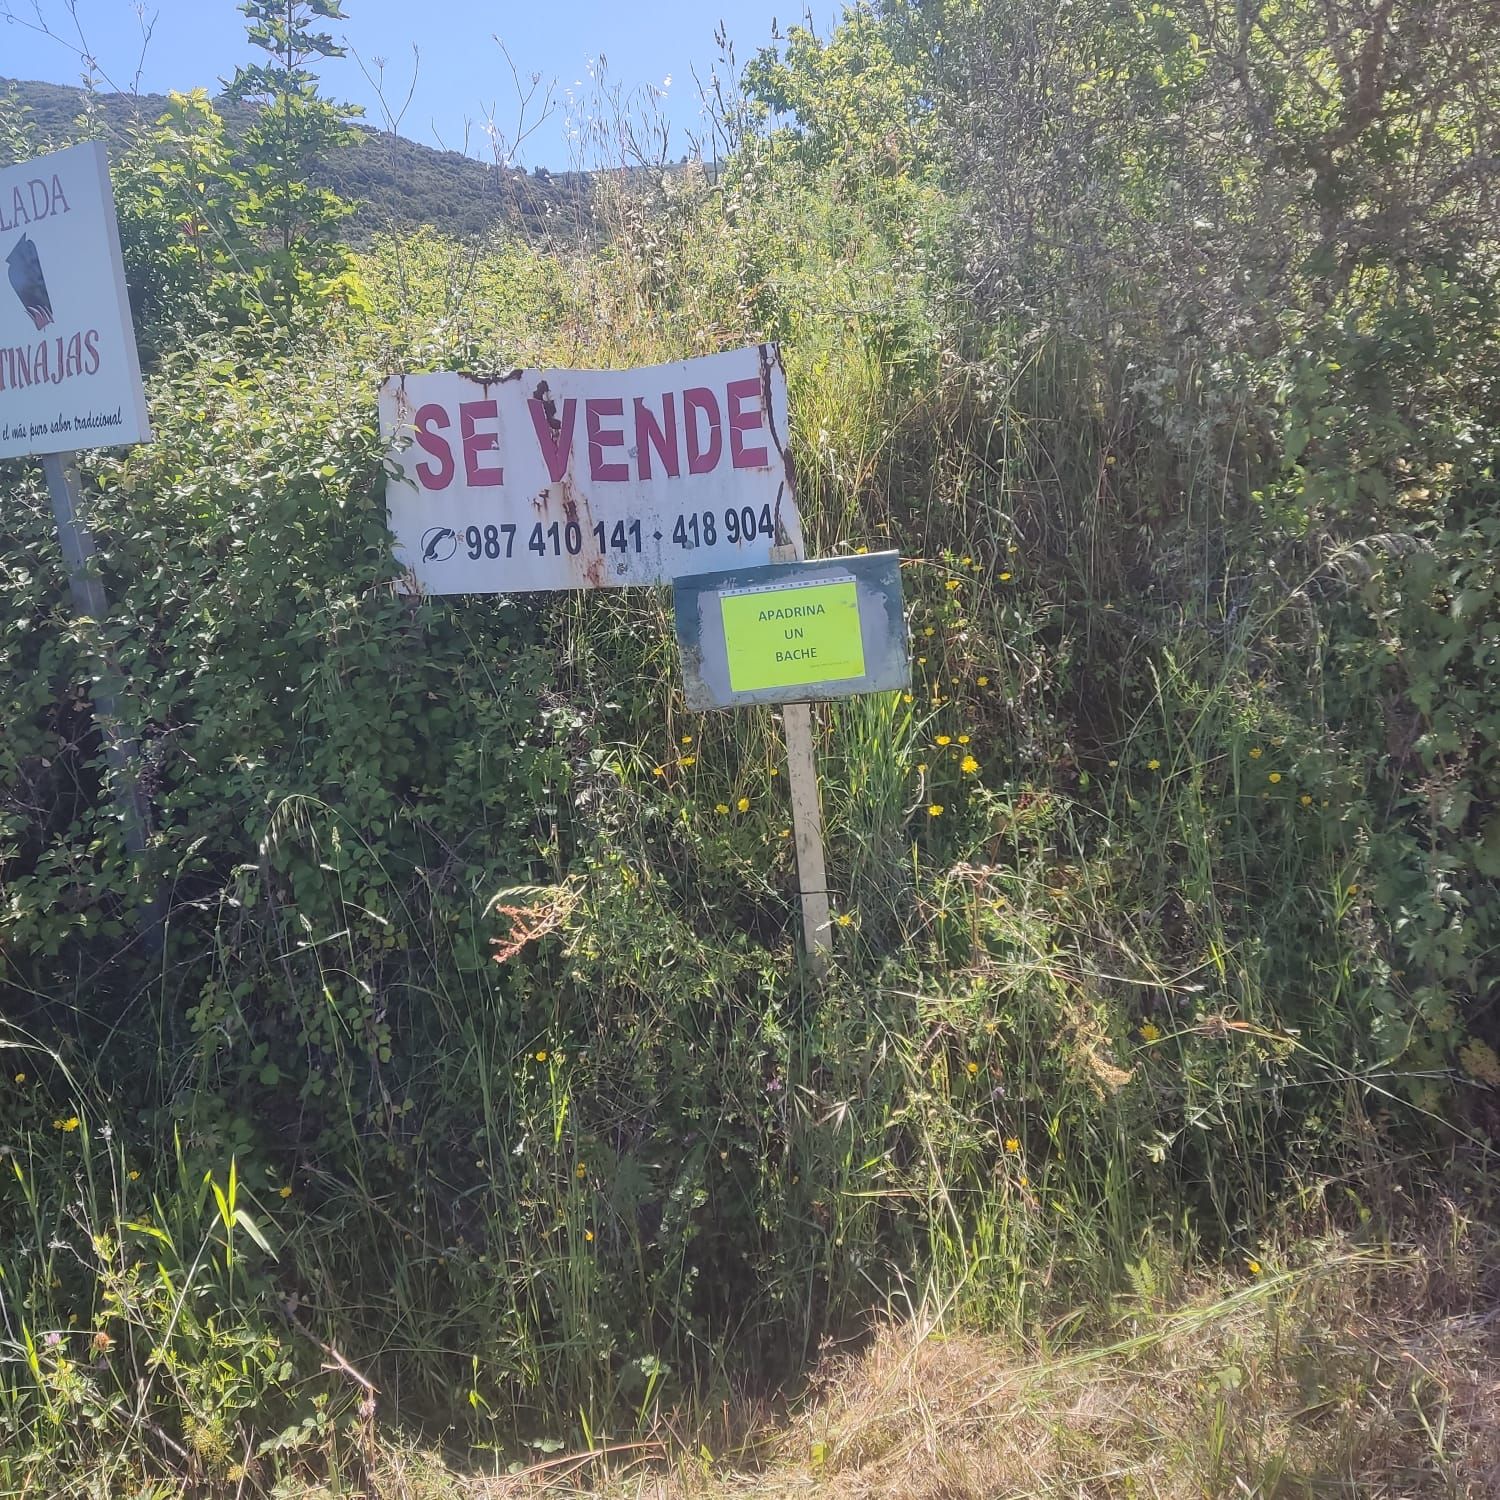 LADA
TINAJAS
el más puro sabor tradicional
SE VENDE
987 410 141 · 418 904
APADRINA
UN
BACHE